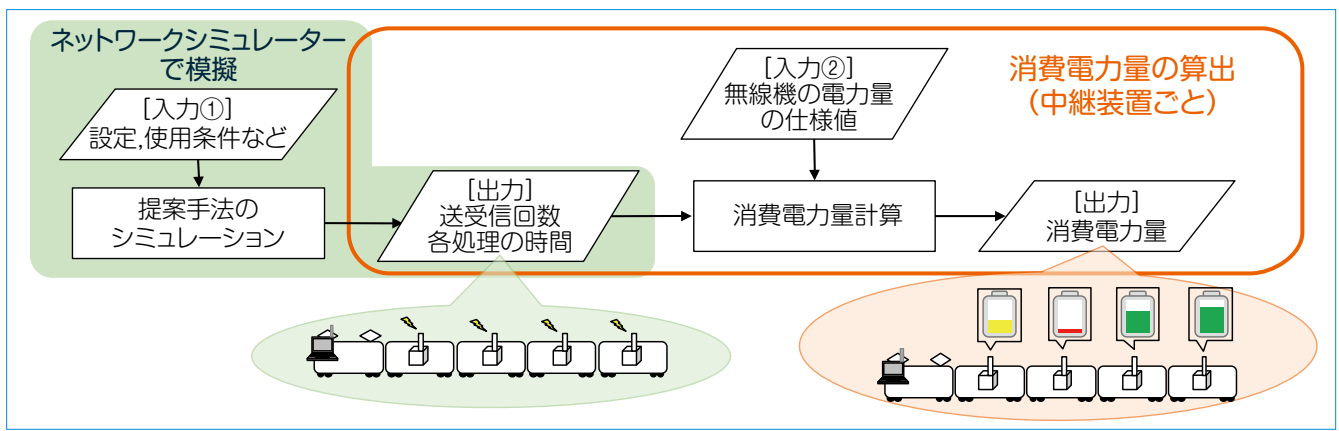 ネットワークシミュレーター
で模擬
[入力①]
設定,使用条件など
提案手法の
シミュレーション
[出力]
送受信回数
各処理の時間
[入力②]
無線機の電力量
の仕様値
消費電力量計算
消費電力量の算出
(中継装置ごと)
[出力]
消費電力量